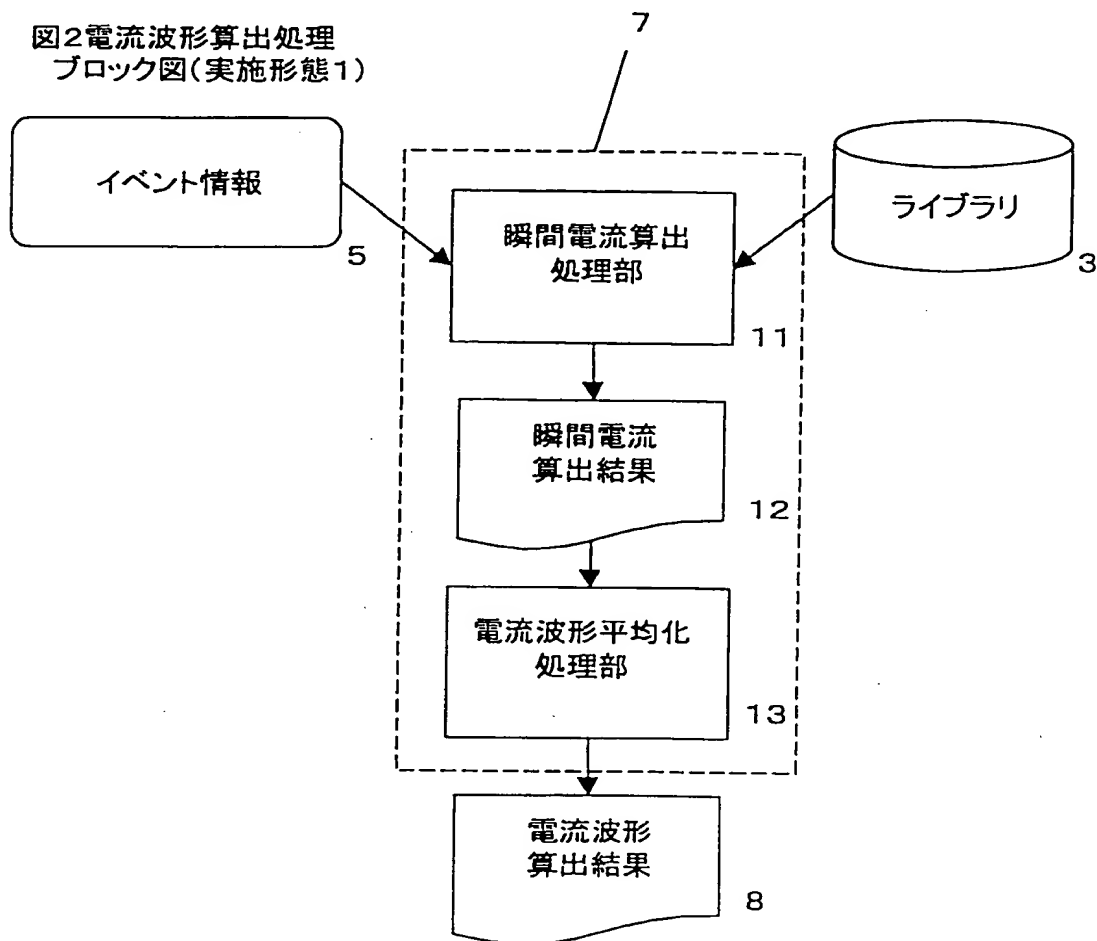 図2電流波形算出処理
ブロック図(実施形態1)
7
イベント情報
5
瞬間電流算出
処理部
11
ライブラリ
3
瞬間電流
算出結果
12
電流波形平均化
処理部
13
電流波形
算出結果
8